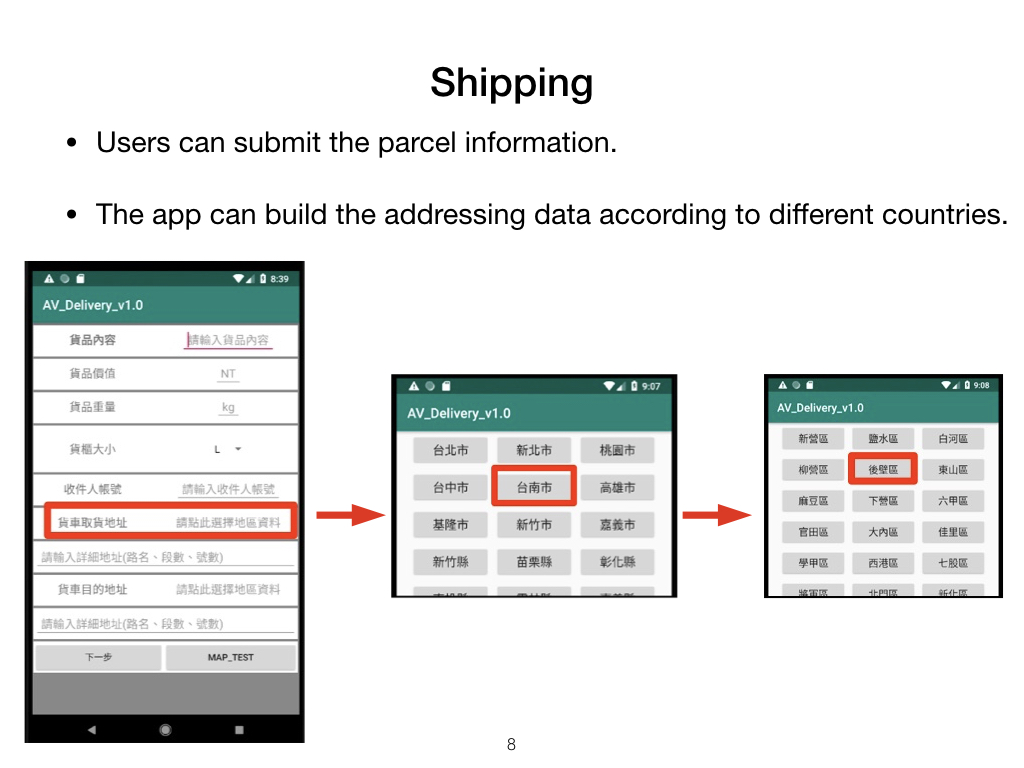 Shipping
• Users can submit the parcel information.
• The app can build the addressing data according to different countries.
8:39
AV_Delivery_v1.0
貨品內容 請輸入貨品內容
貨品價值 NT
貨品重量 kg
貨櫃大小 L
收件人帳號 請輸入收件人帳號
貨車取貨地址 請點此選擇地區資料
請輸入詳細地址(路名、段數、號數)
貨車目的地址 請點此選擇地區資料
請輸入詳細地址(路名、段數、號數)
下一步 MAP_TEST
9:07
AV_Delivery_v1.0
台北市 新北市 桃園市
台中市 台南市 高雄市
基隆市 新竹市 嘉義市
新竹縣 苗栗縣 彰化縣
9:08
AV_Delivery_v1.0
新營區 鹽水區 白河區
柳營區 後壁區 東山區
麻豆區 下營區 六甲區
官田區 大內區 佳里區
學甲區 西港區 七股區
將軍區 北門區 新化區
8